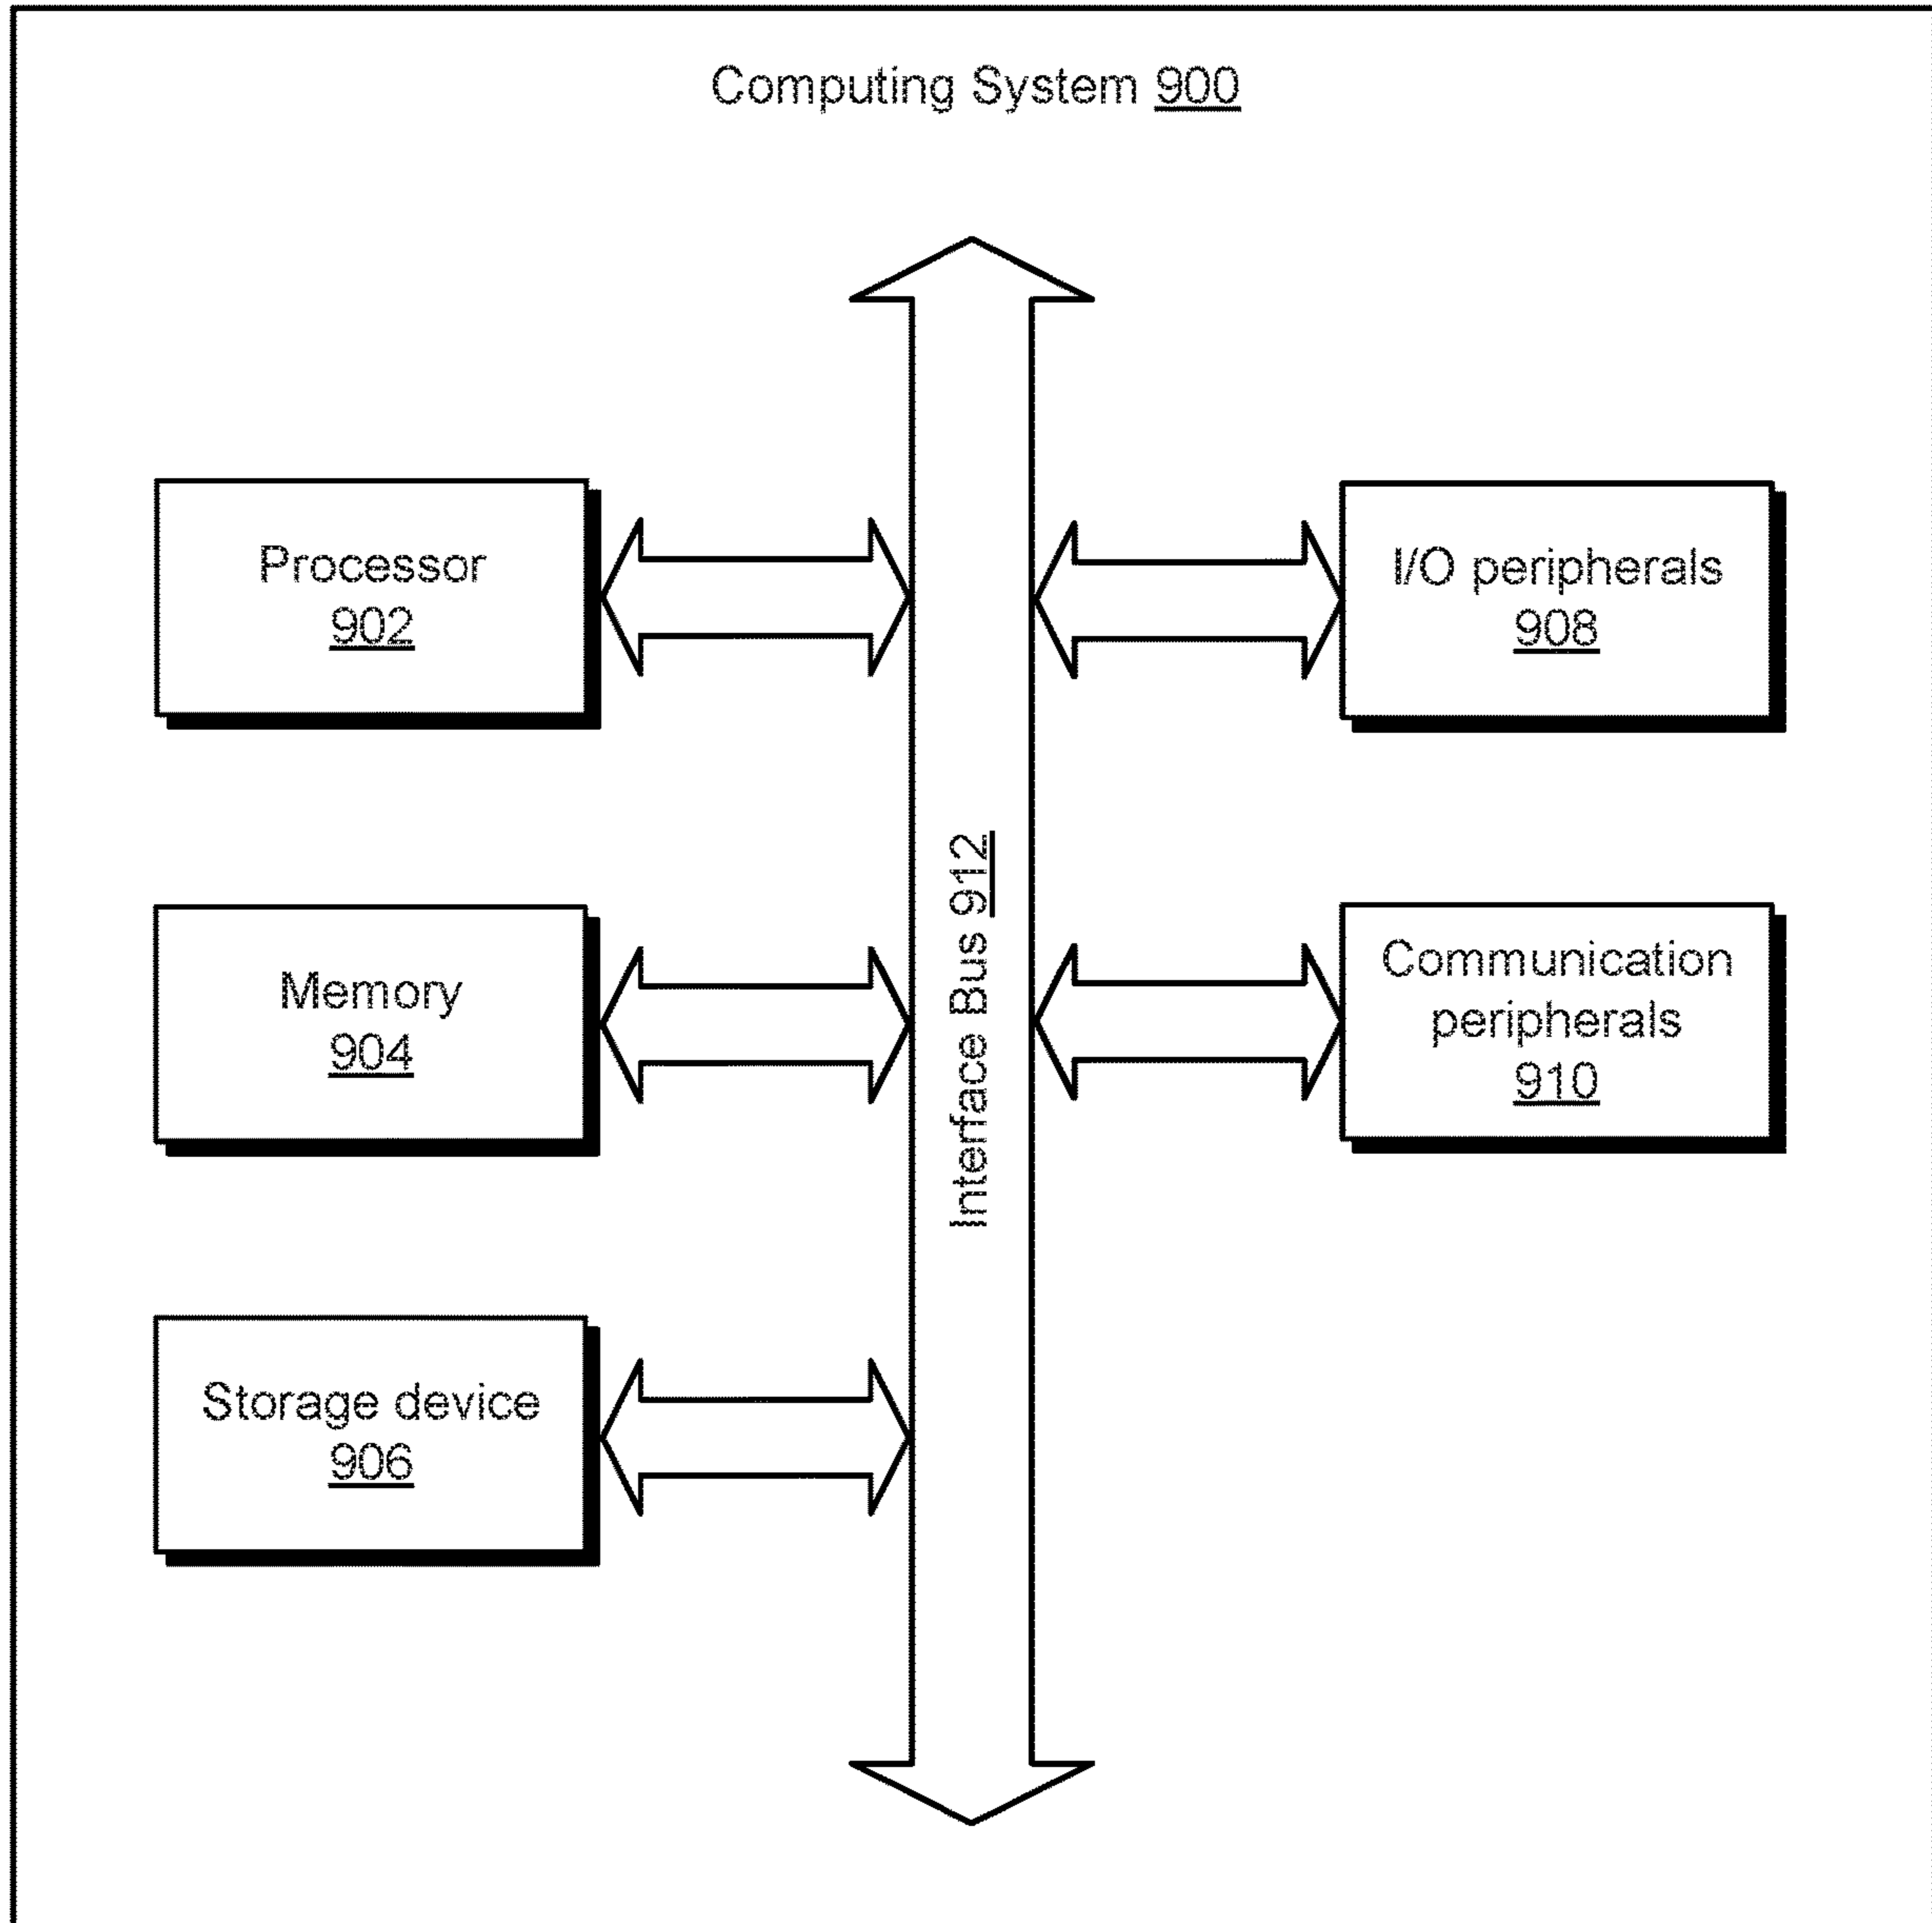 Computing System 900
Processor
902
Memory
904
Storage device
906
Interface Bus 912
I/O peripherals
908
Communication
peripherals
910